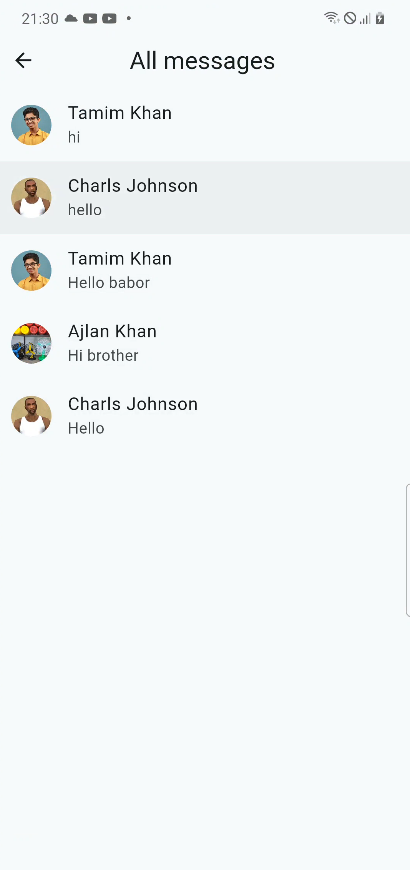 21:30
All messages
Tamim Khan
hi
Charls Johnson
hello
Tamim Khan
Hello babor
Ajlan Khan
Hi brother
Charls Johnson
Hello